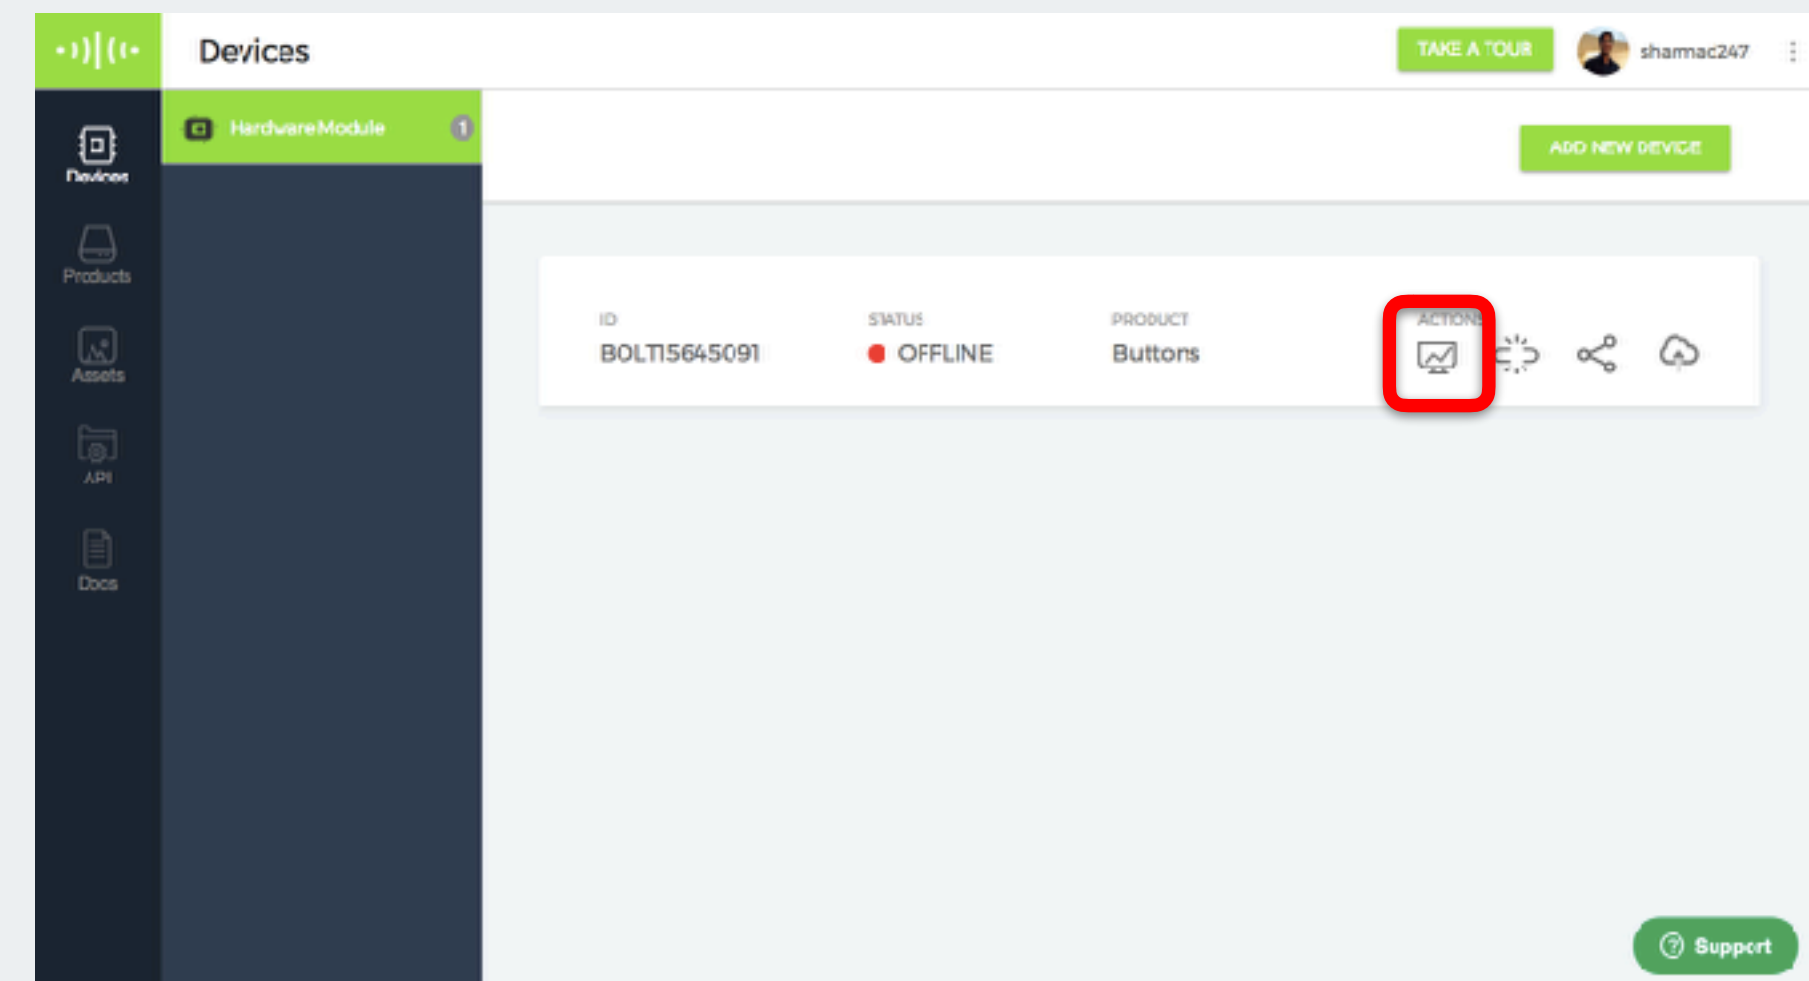 Devices
TAKE A TOUR
sharmac247
Devices
HardwareModule 1
ADD NEW DEVICE
Products
Assets
API
Docs
ID STATUS PRODUCT ACTIONS
BOLT15645091 OFFLINE Buttons
Support